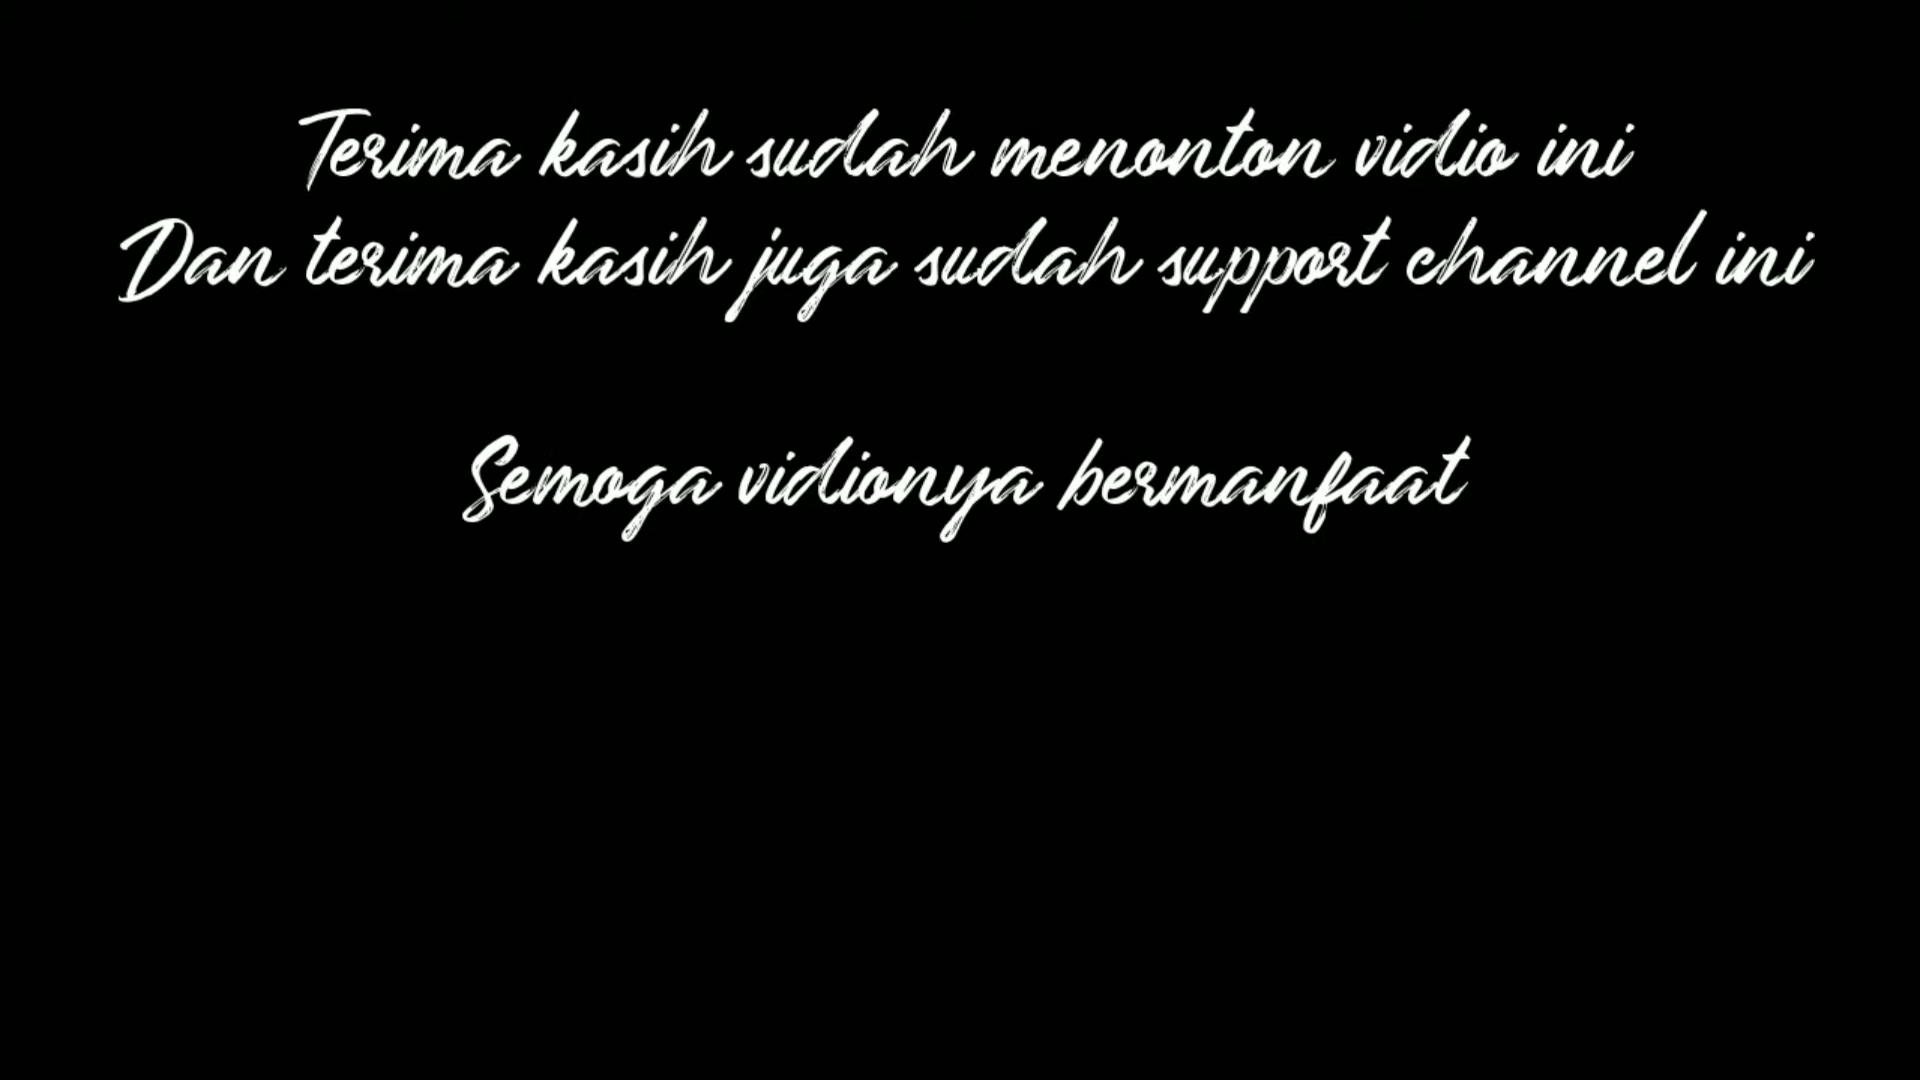 Terima kasih sudah menonton vidio ini
Dan terima kasih juga sudah support channel ini
Semoga vidionya bermanfaat